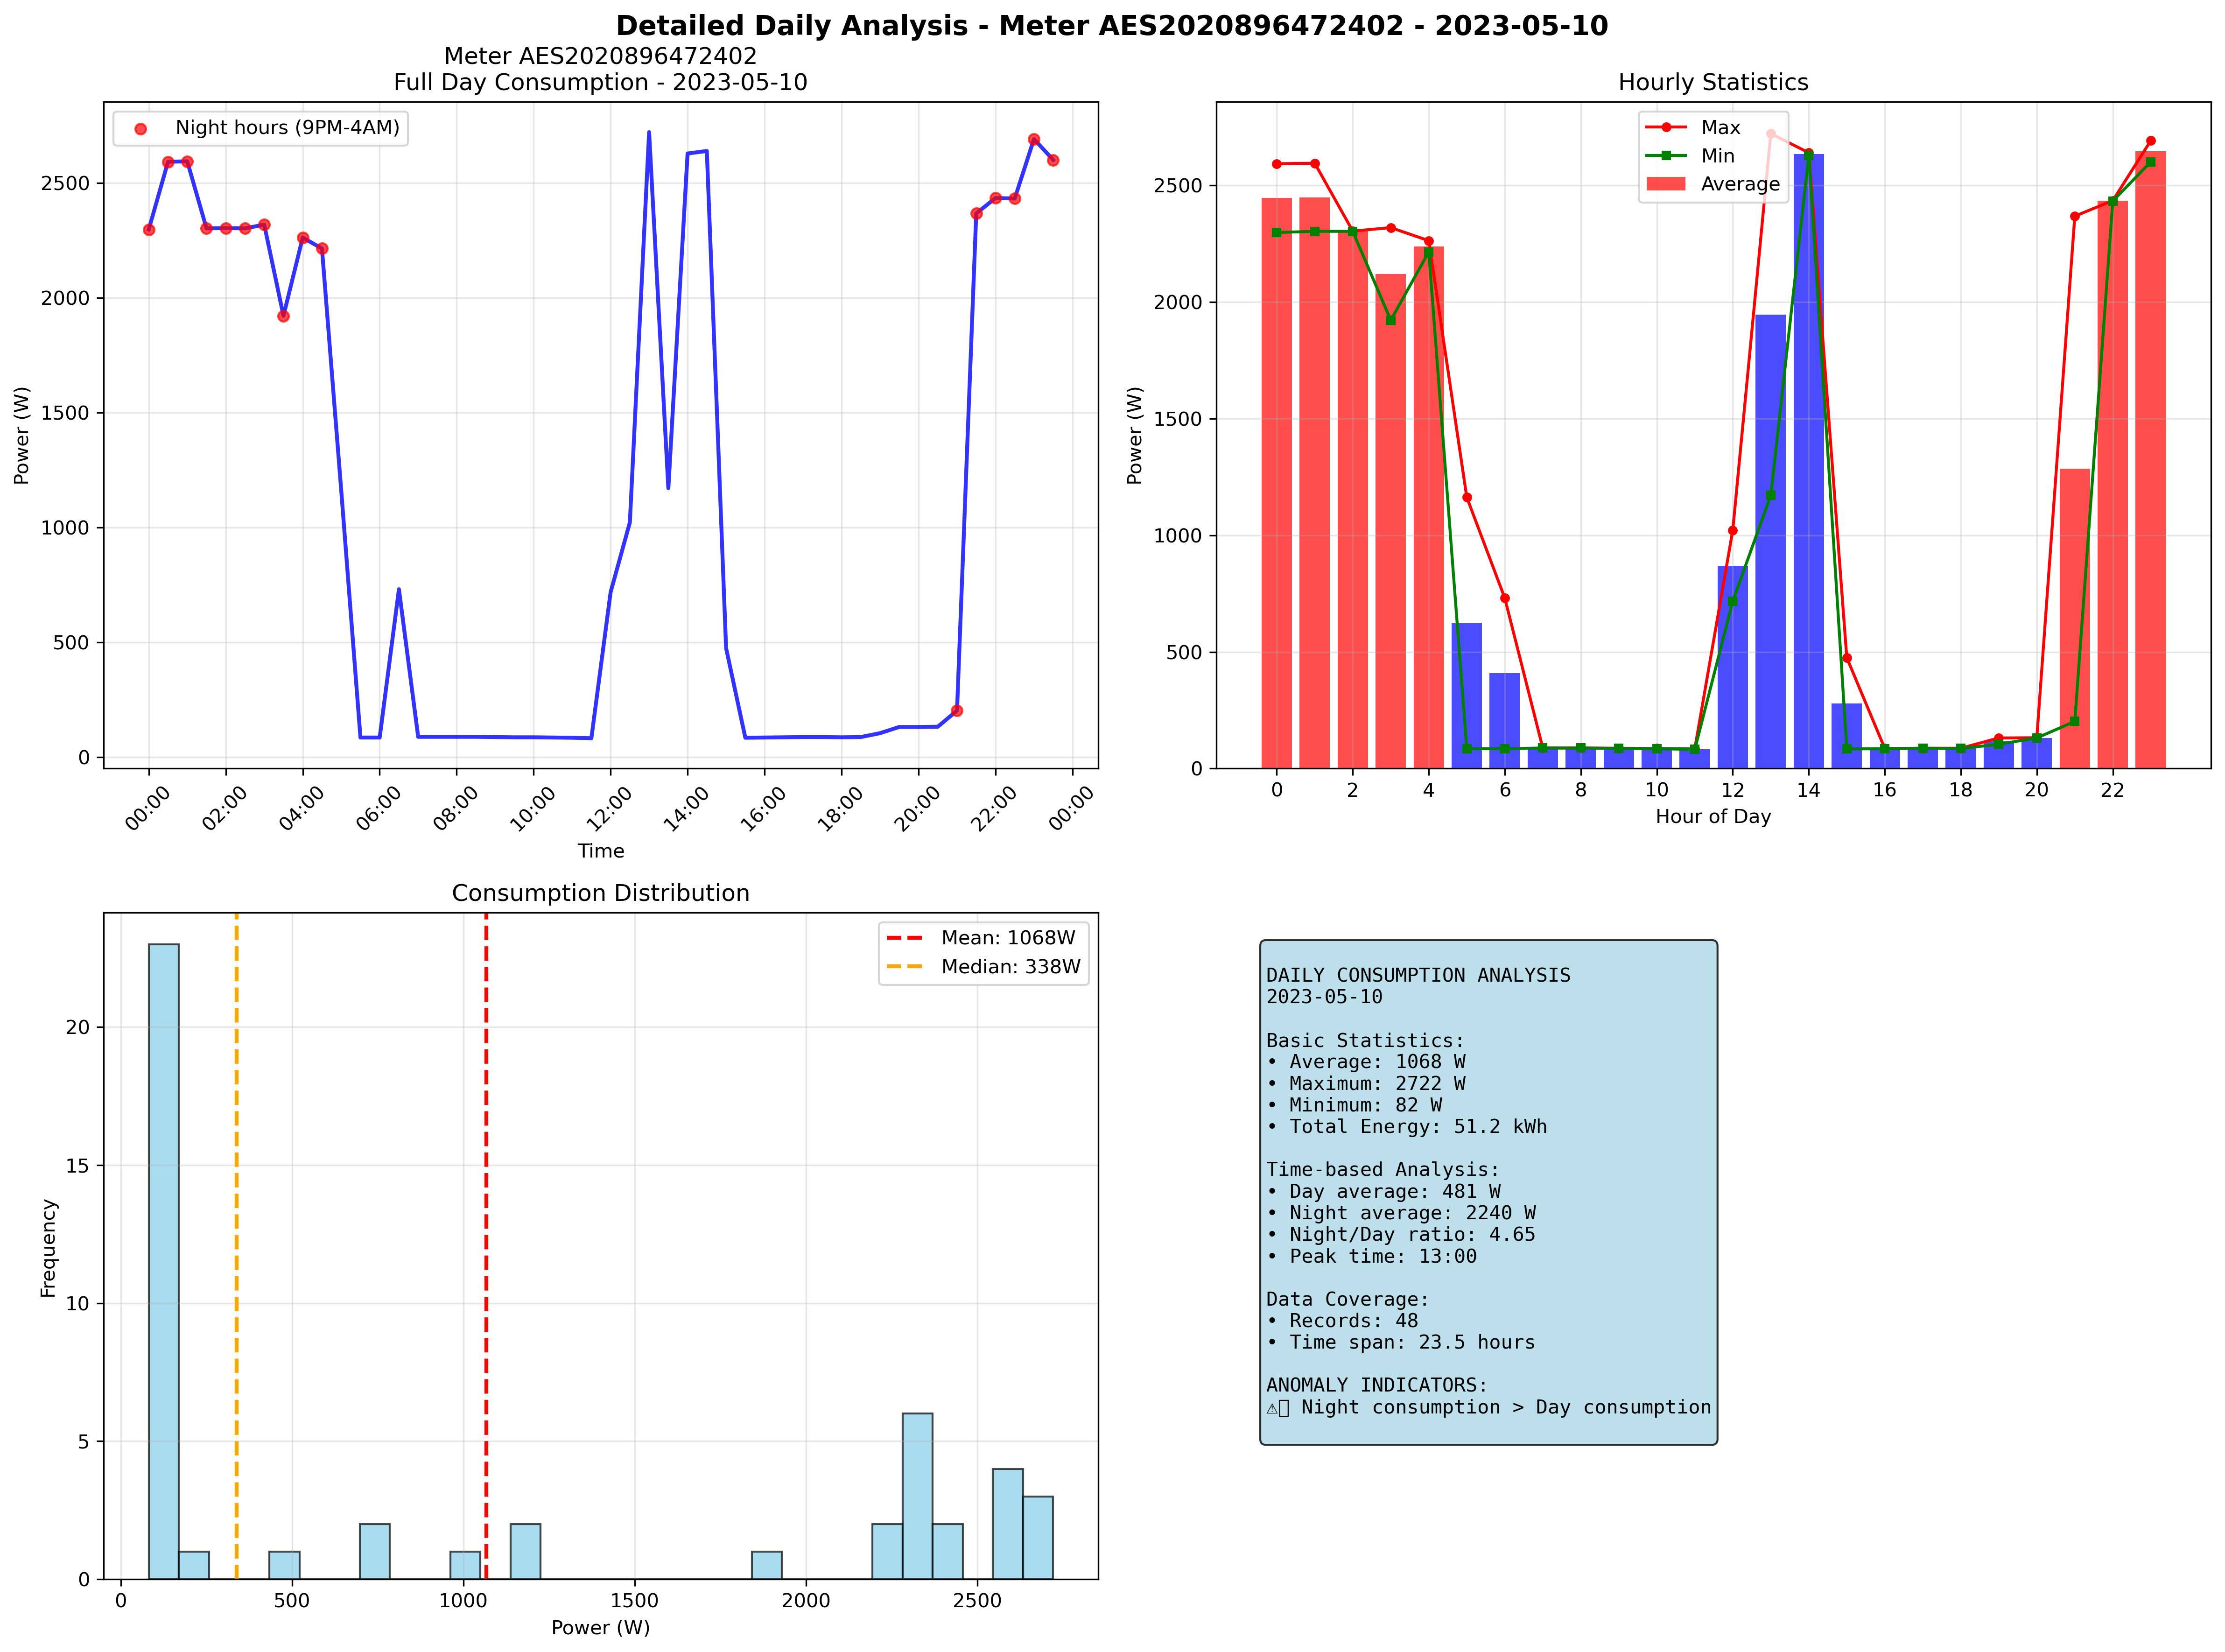 Detailed Daily Analysis - Meter AES2020896472402 - 2023-05-10
Meter AES2020896472402
Full Day Consumption - 2023-05-10
Night hours (9PM-4AM)
Power (W)
2500
2000
1500
1000
500
0
00:00
02:00
04:00
06:00
08:00
10:00
12:00
14:00
16:00
18:00
20:00
22:00
00:00
Time
Hourly Statistics
Max
Min
Average
Power (W)
2500
2000
1500
1000
500
0
0
2
4
6
8
10
12
14
16
18
20
22
Hour of Day
Consumption Distribution
Mean: 1068W
Median: 338W
Frequency
20
15
10
5
0
0
500
1000
1500
2000
2500
Power (W)
DAILY CONSUMPTION ANALYSIS
2023-05-10
Basic Statistics:
• Average: 1068 W
• Maximum: 2722 W
• Minimum: 82 W
• Total Energy: 51.2 kWh
Time-based Analysis:
• Day average: 481 W
• Night average: 2240 W
• Night/Day ratio: 4.65
• Peak time: 13:00
Data Coverage:
• Records: 48
• Time span: 23.5 hours
ANOMALY INDICATORS:
⚠ Night consumption > Day consumption